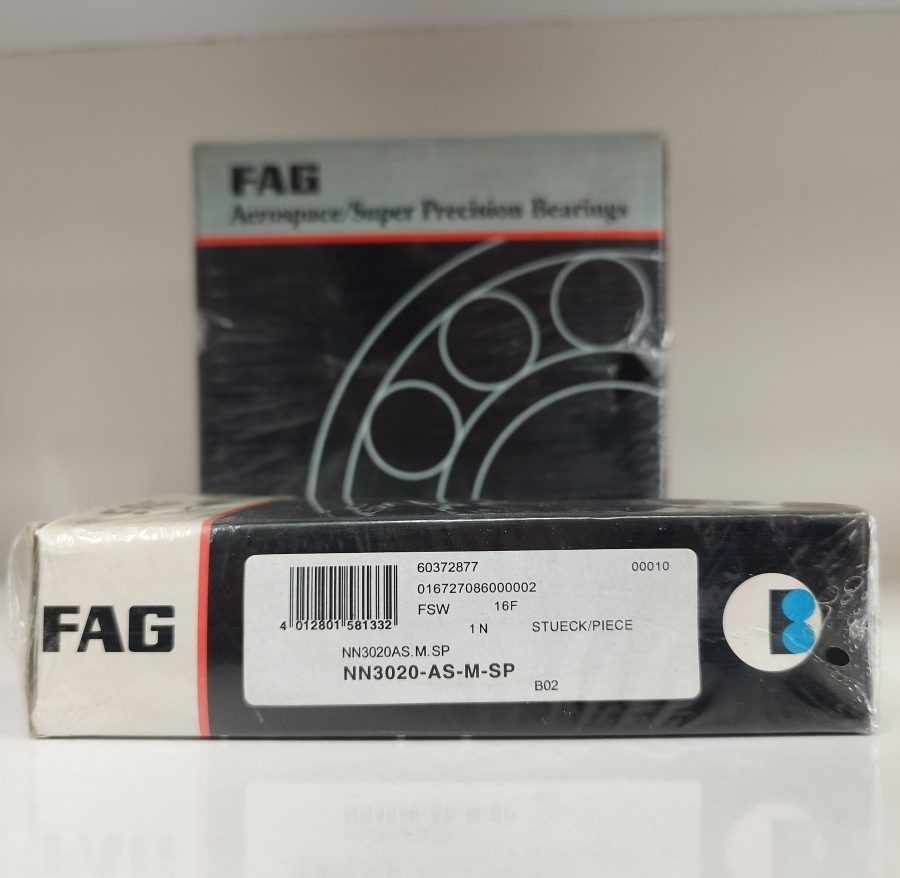 FAG
Aerospace/Super Precision Bearings
FAG
4 012801 581332
60372877
00010
016727086000002
FSW 16F
1 N STUECK/PIECE
NN3020AS.M.SP
NN3020-AS-M-SP
B02